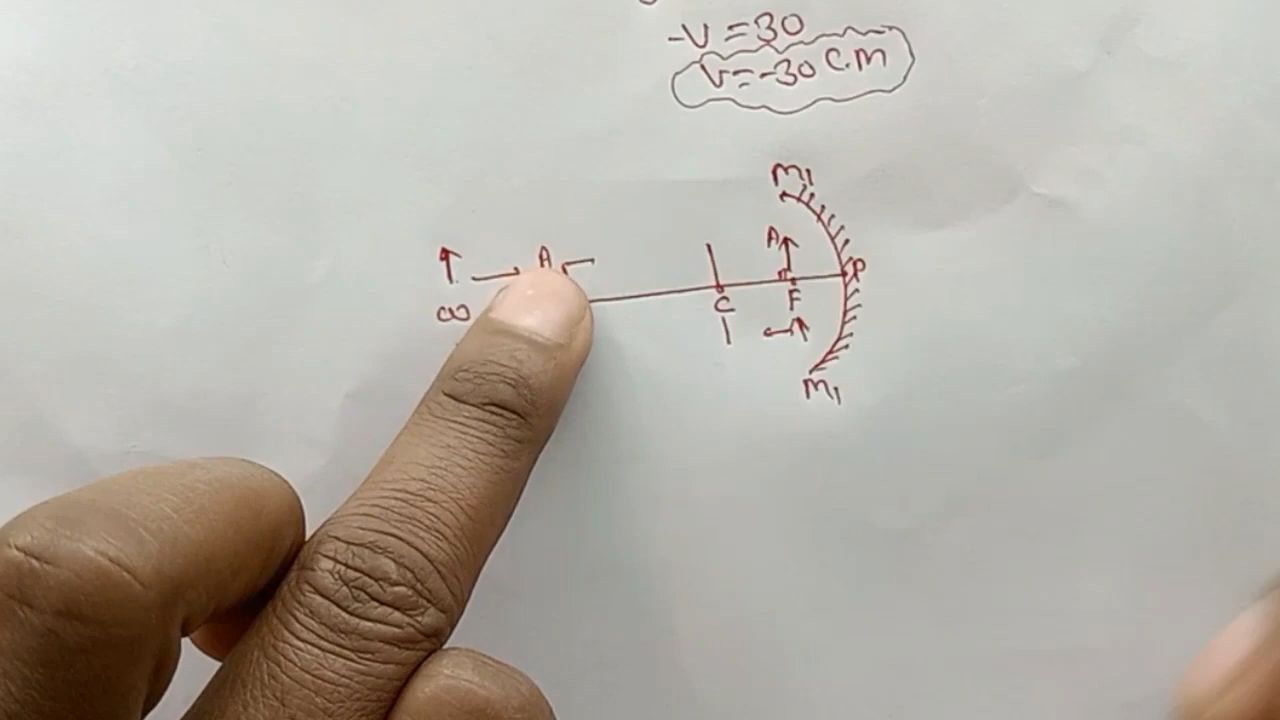 -V = 30
V = -30 C.M
M1
A
A
P
∞
C
F
M1